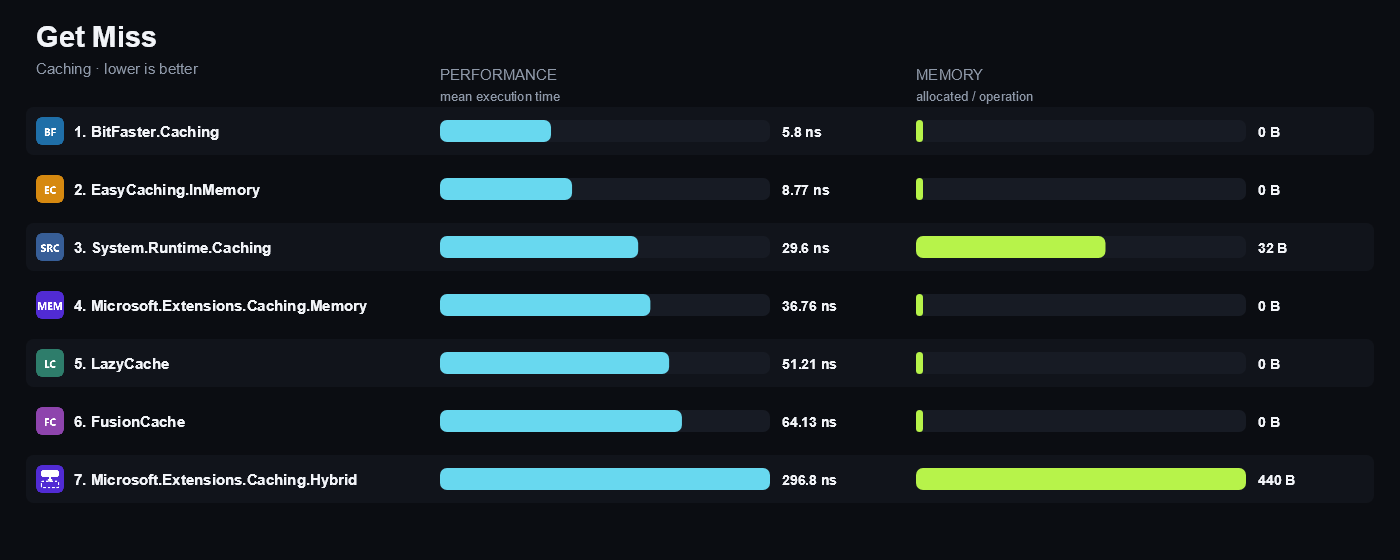 Get Miss
Caching · lower is better
PERFORMANCE
mean execution time
MEMORY
allocated / operation
BF 1. BitFaster.Caching 5.8 ns 0 B
EC 2. EasyCaching.InMemory 8.77 ns 0 B
SRC 3. System.Runtime.Caching 29.6 ns 32 B
MEM 4. Microsoft.Extensions.Caching.Memory 36.76 ns 0 B
LC 5. LazyCache 51.21 ns 0 B
FC 6. FusionCache 64.13 ns 0 B
7. Microsoft.Extensions.Caching.Hybrid 296.8 ns 440 B